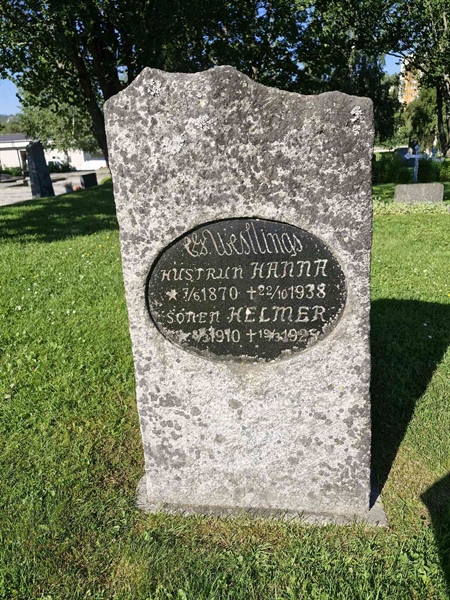 Westlings
HUSTRUN HANNA
* 7/6 1870 + 22/10 1938
SONEN HELMER
1910 + 1925